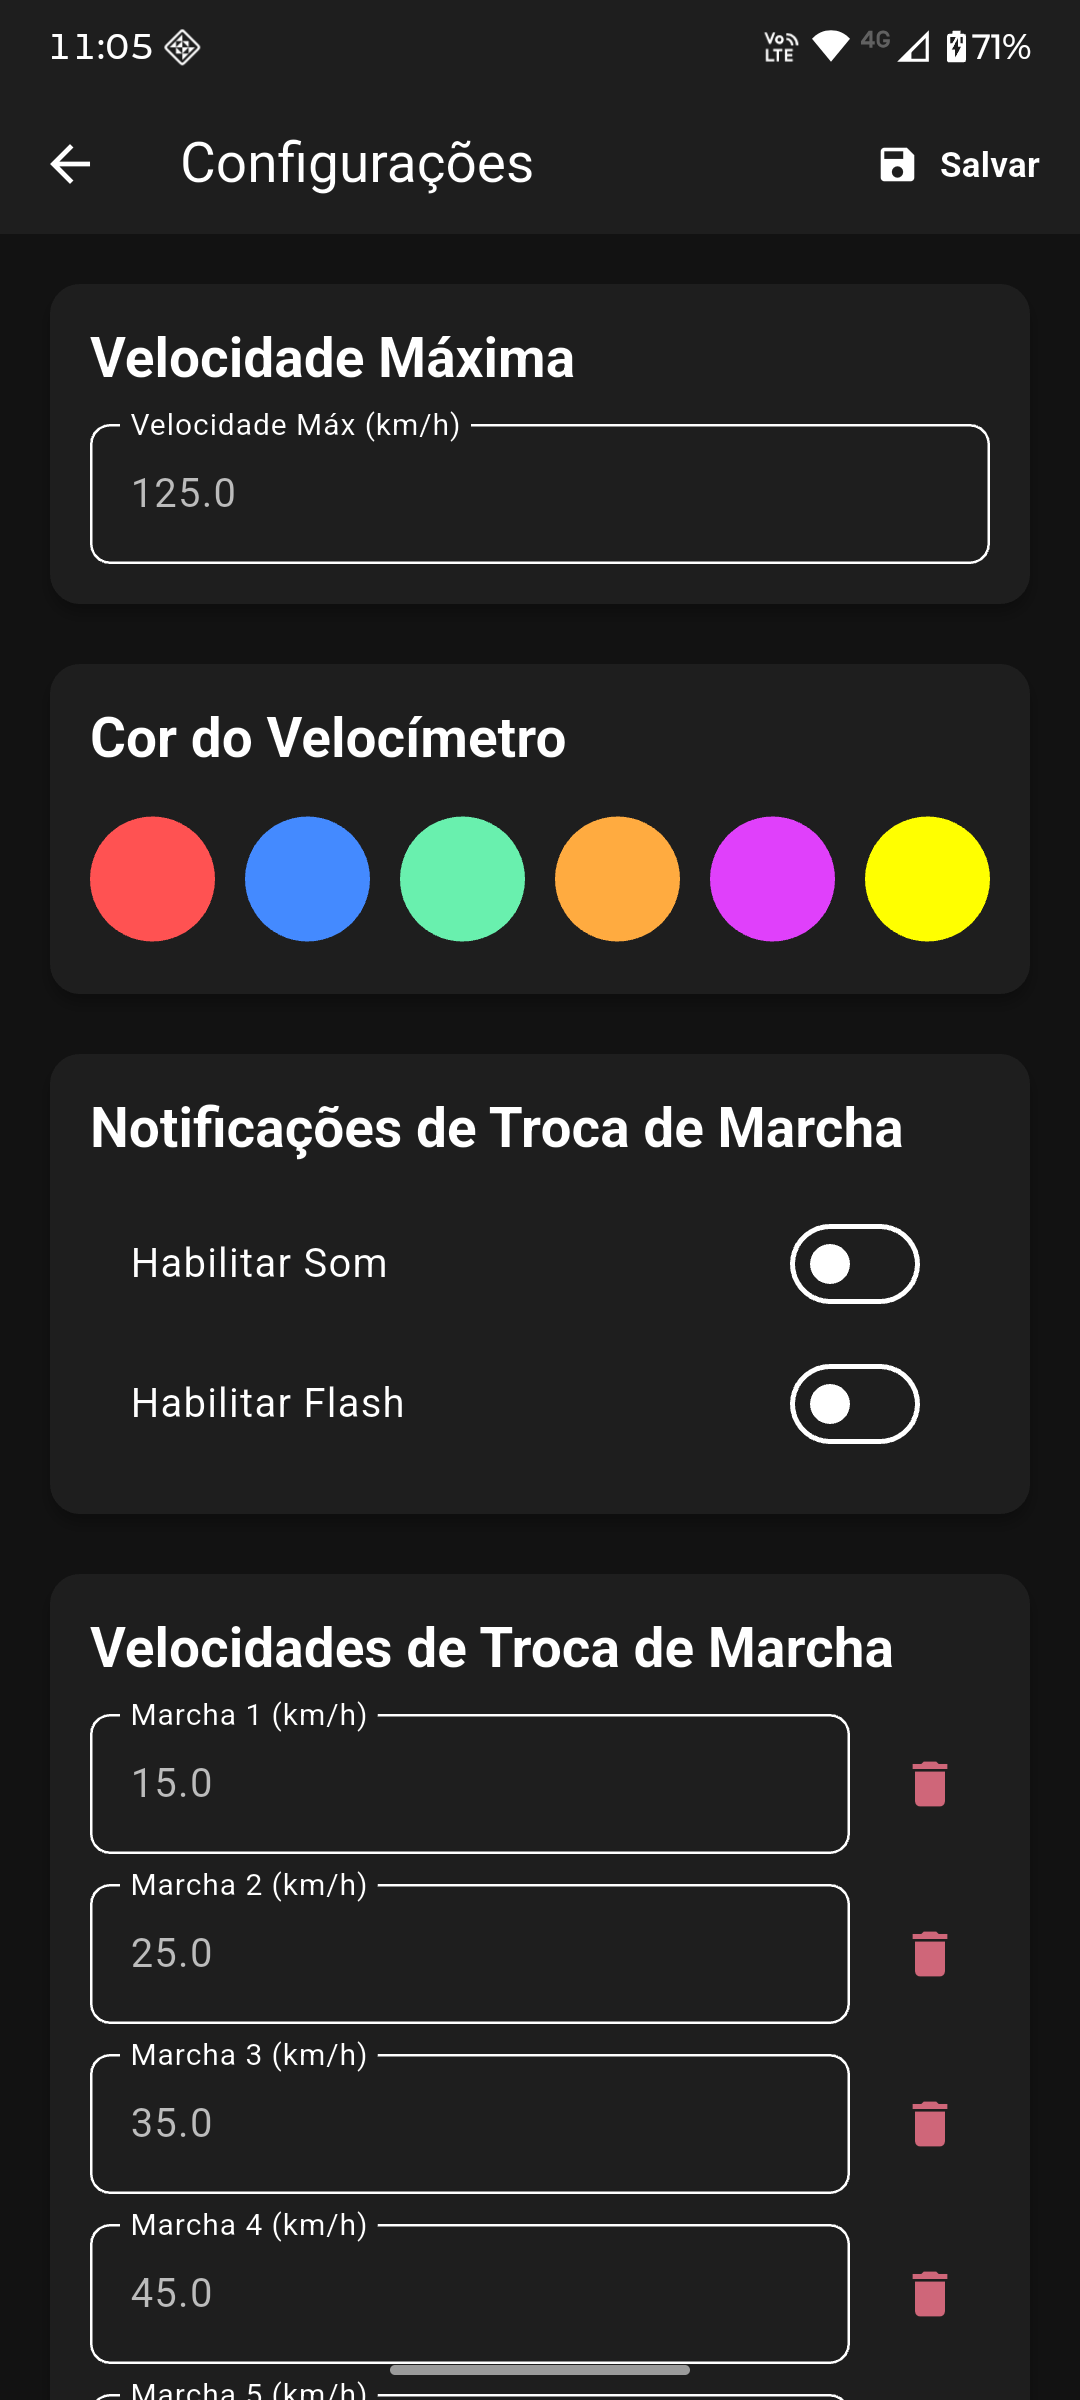 11:05
Vo LTE 4G 71%
Configurações
Salvar
Velocidade Máxima
Velocidade Máx (km/h)
125.0
Cor do Velocímetro
Notificações de Troca de Marcha
Habilitar Som
Habilitar Flash
Velocidades de Troca de Marcha
Marcha 1 (km/h)
15.0
Marcha 2 (km/h)
25.0
Marcha 3 (km/h)
35.0
Marcha 4 (km/h)
45.0
Marcha 5 (km/h)